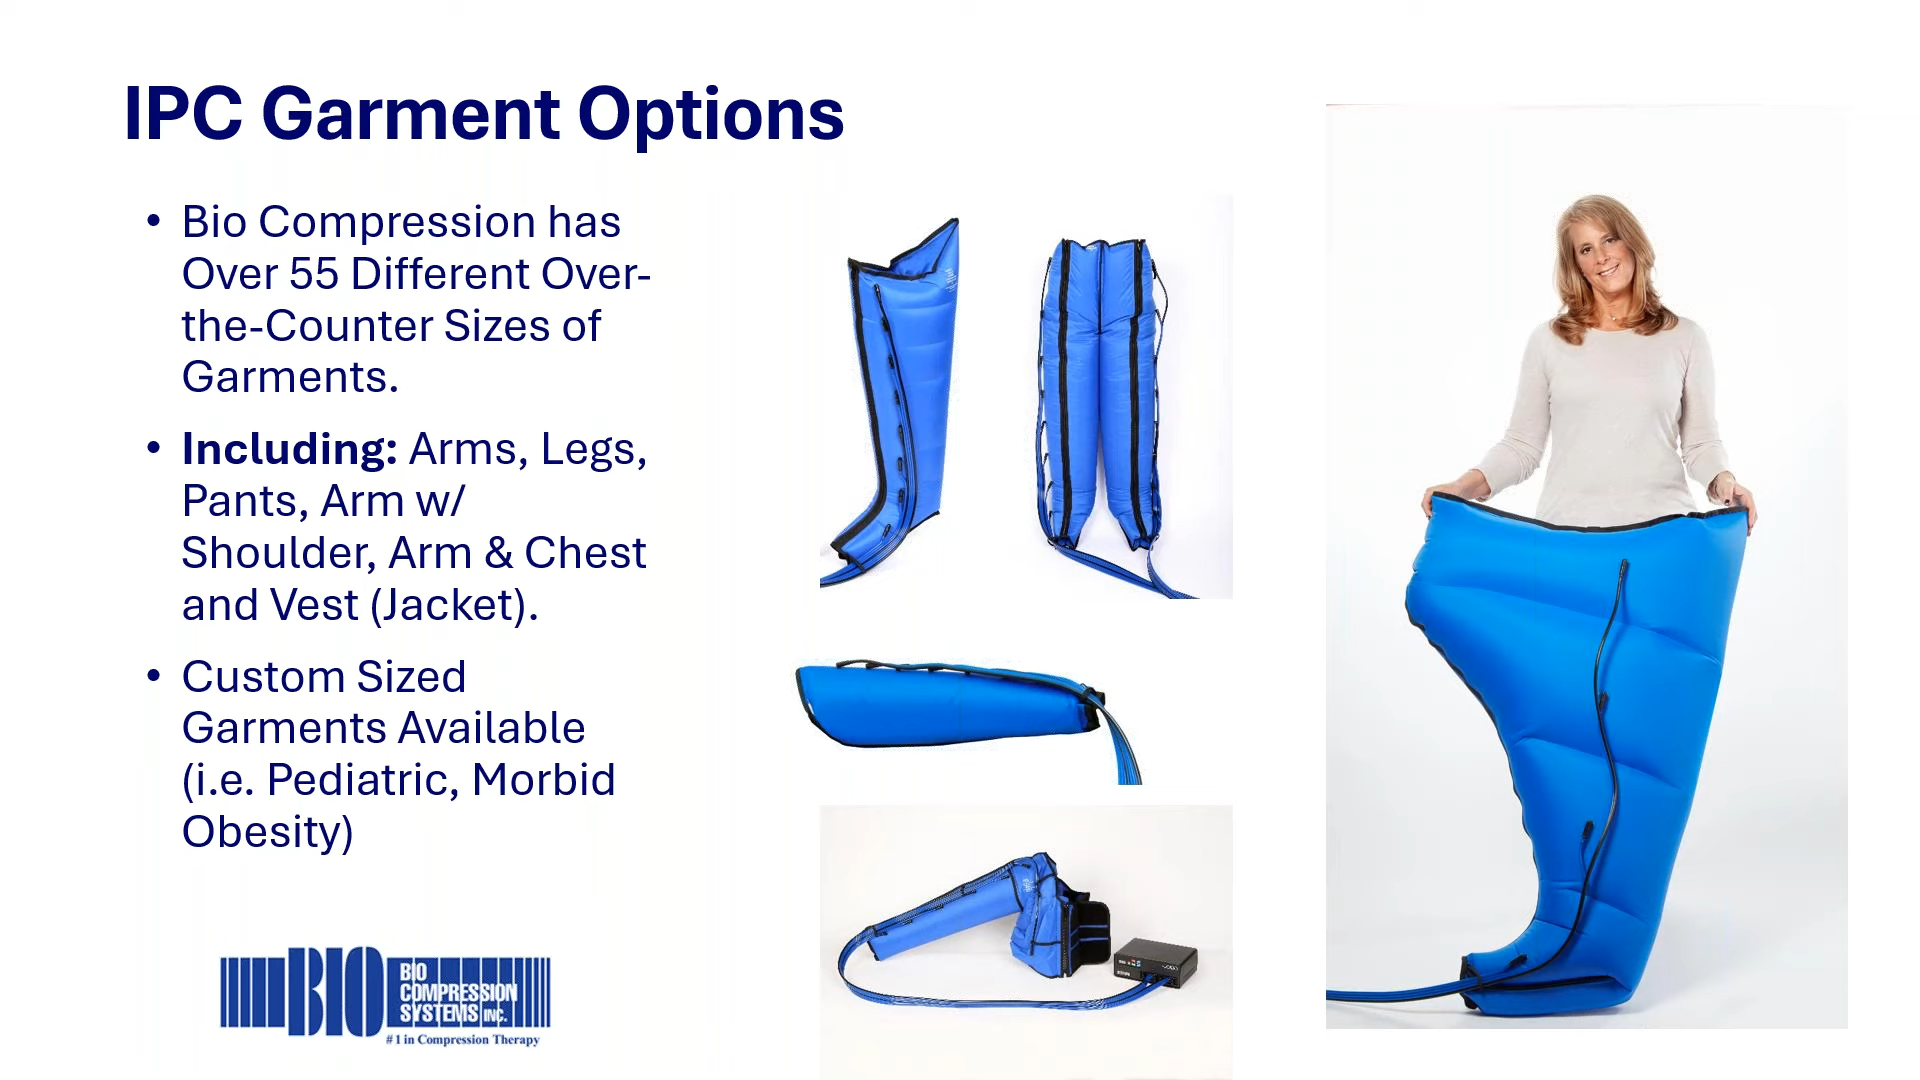 IPC Garment Options
• Bio Compression has
Over 55 Different Over-
the-Counter Sizes of
Garments.
• Including: Arms, Legs,
Pants, Arm w/
Shoulder, Arm & Chest
and Vest (Jacket).
• Custom Sized
Garments Available
(i.e. Pediatric, Morbid
Obesity)
BIO
BIO
COMPRESSION
SYSTEMS INC.
#1 in Compression Therapy